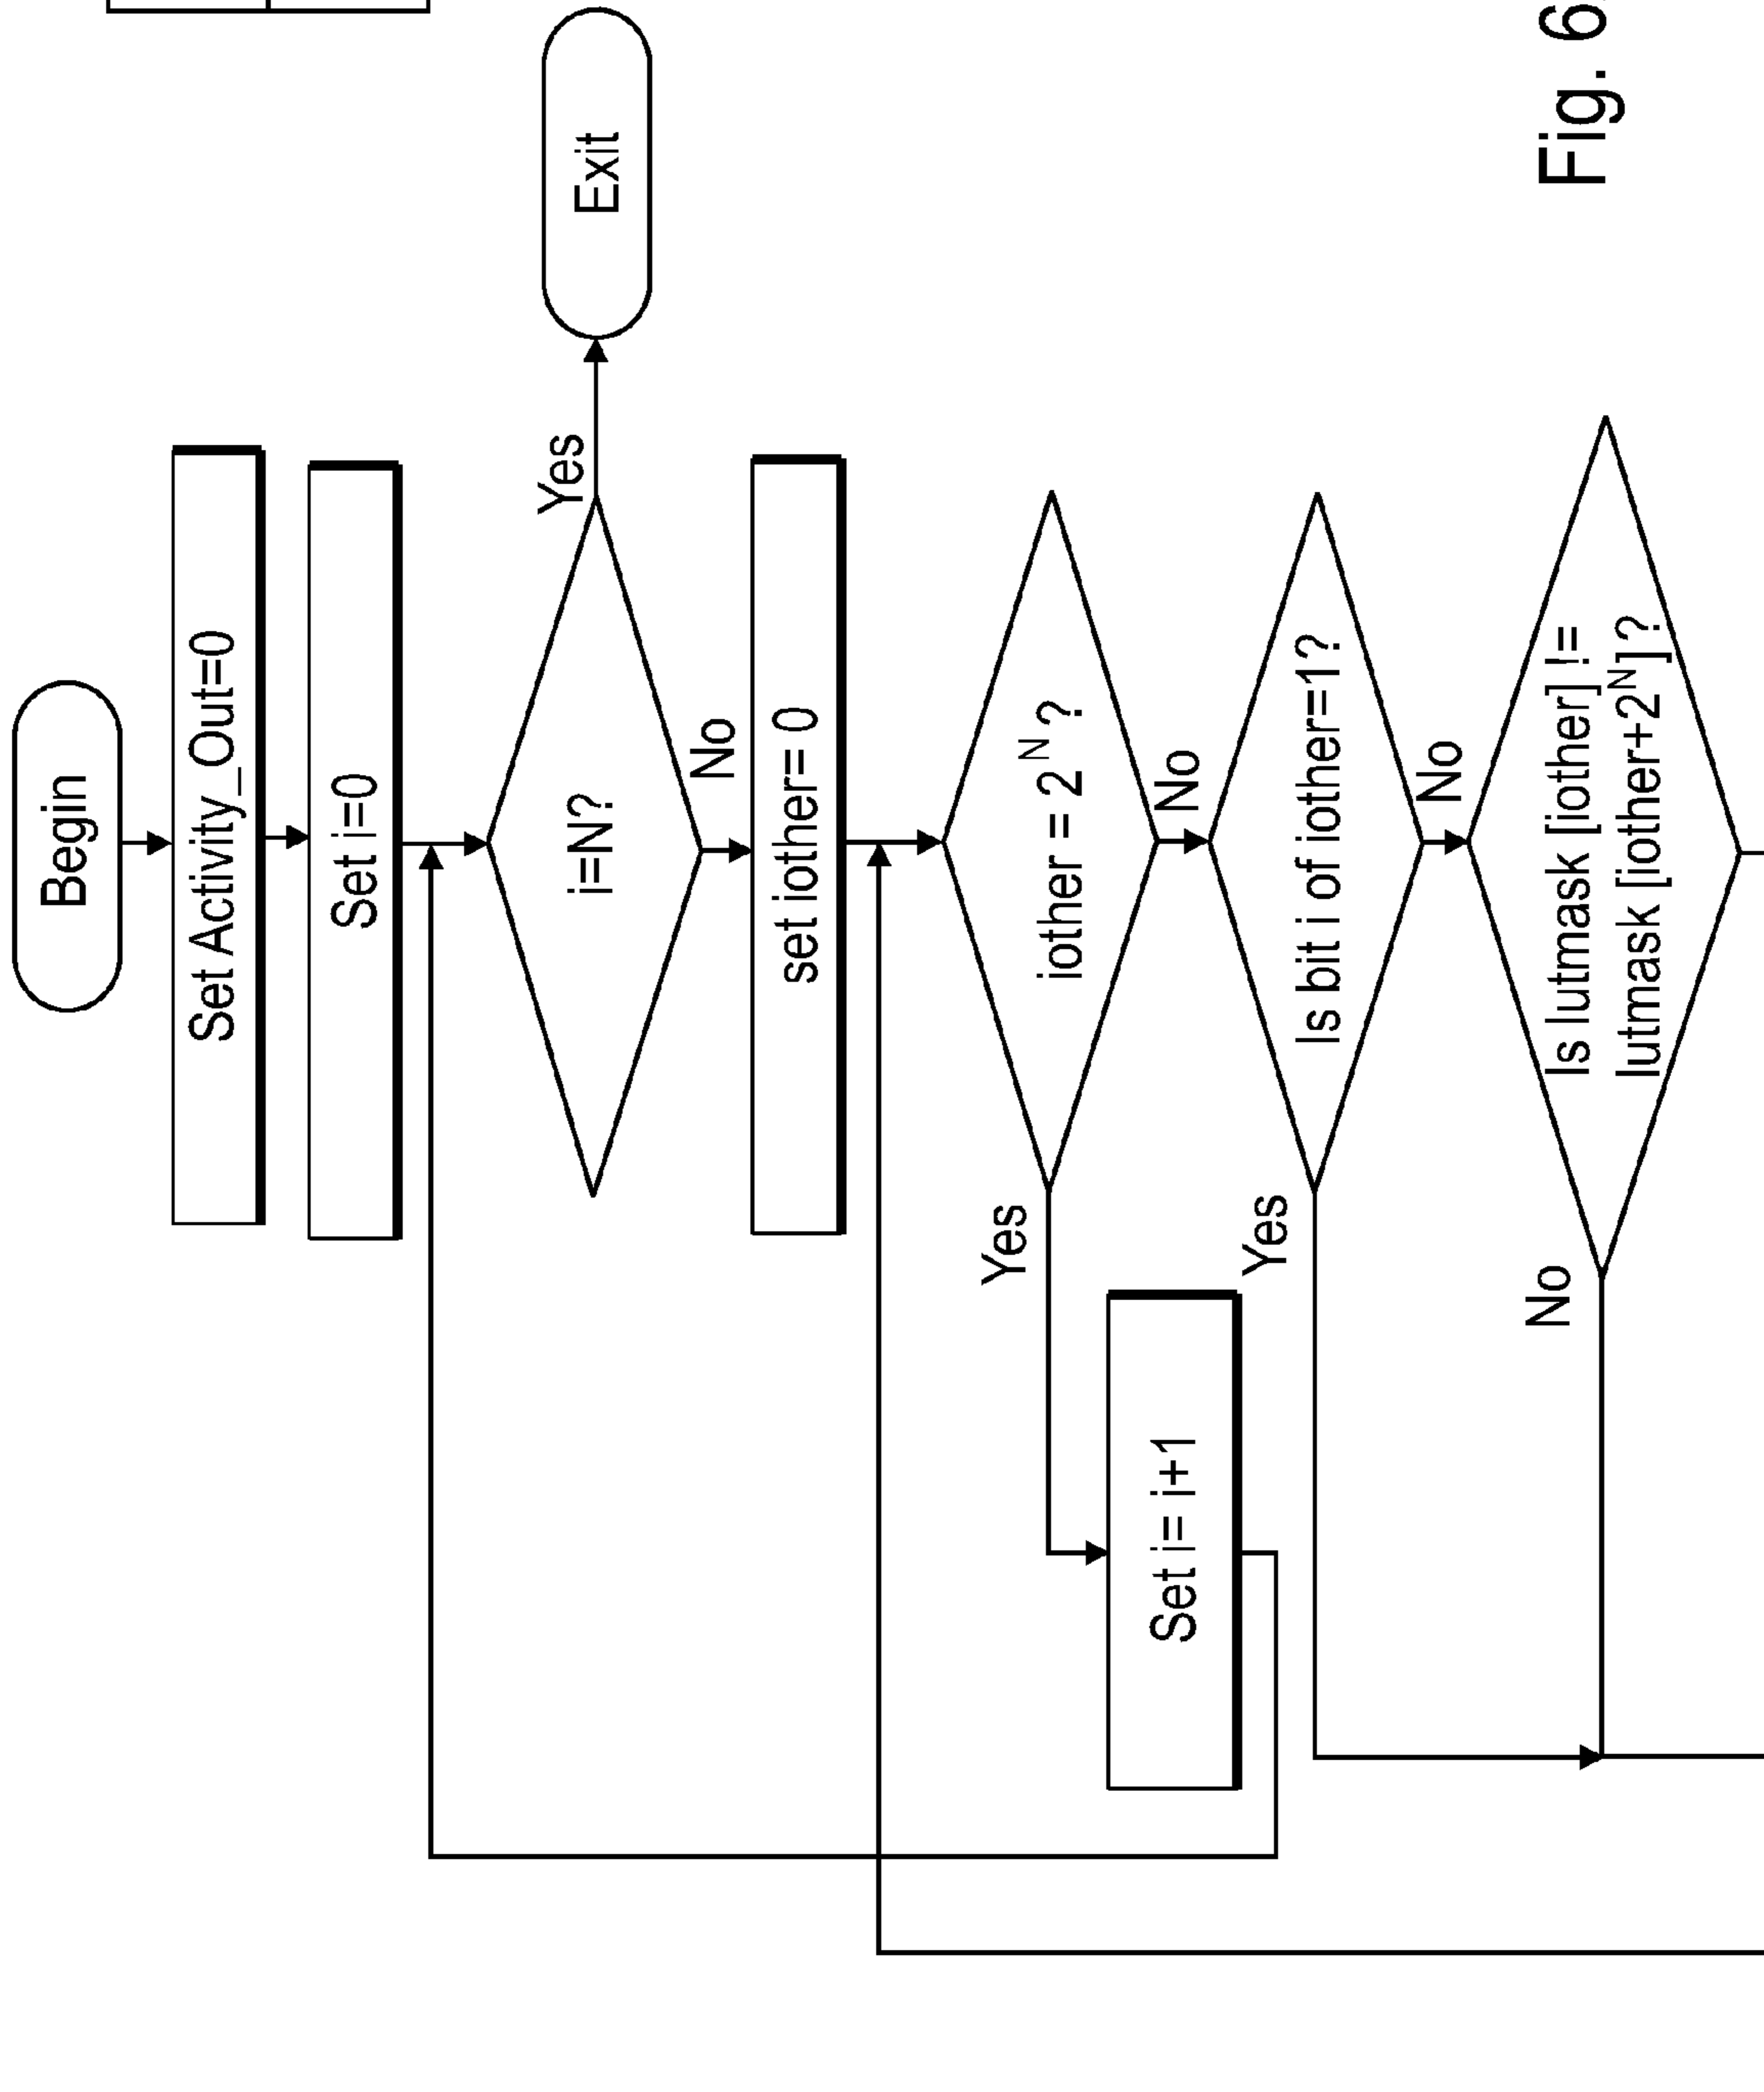 Begin
Set Activity_Out=0
Set i=0
i=N?
Yes
Exit
No
set iother= 0
iother = 2^N ?
Yes
No
Set i= i+1
Is bit i of iother=1?
Yes
No
Is lutmask [iother] !=
lutmask [iother+2^N]?
No
Fig. 6